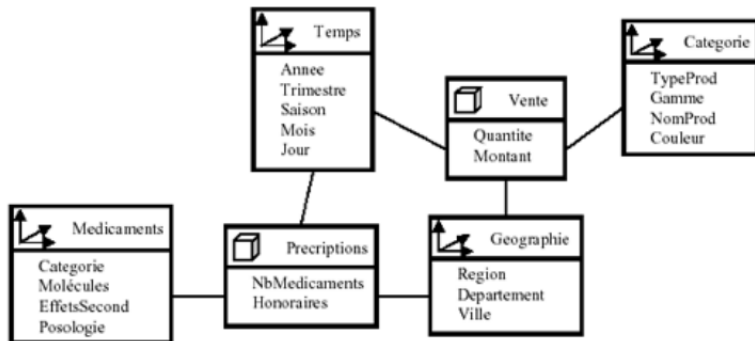 Temps
Annee
Trimestre
Saison
Mois
Jour
Vente
Quantite
Montant
Categorie
TypeProd
Gamme
NomProd
Couleur
Medicaments
Categorie
Molécules
EffetsSecond
Posologie
Precriptions
NbMedicaments
Honoraires
Geographie
Region
Departement
Ville